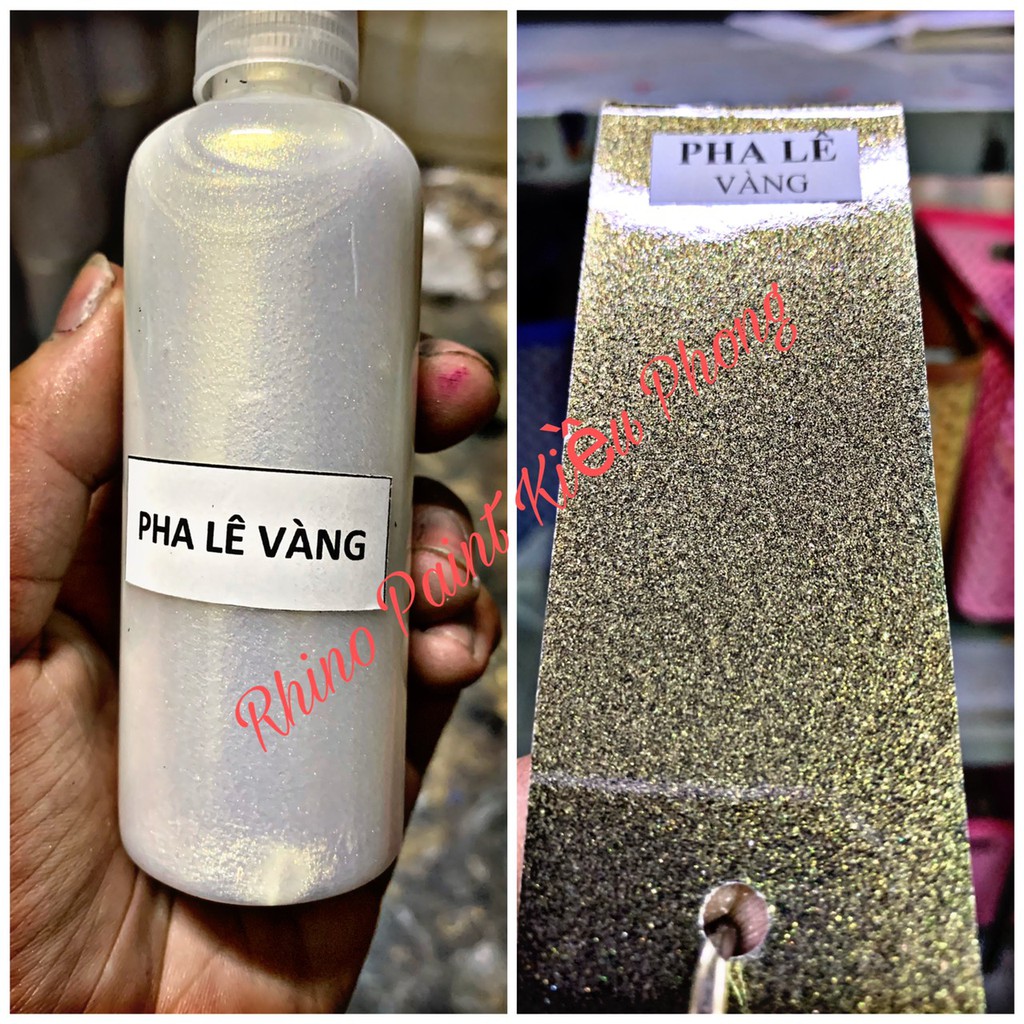 PHA LÊ VÀNG
PHA LÊ
VÀNG
Rhino Paint Kiều Phong